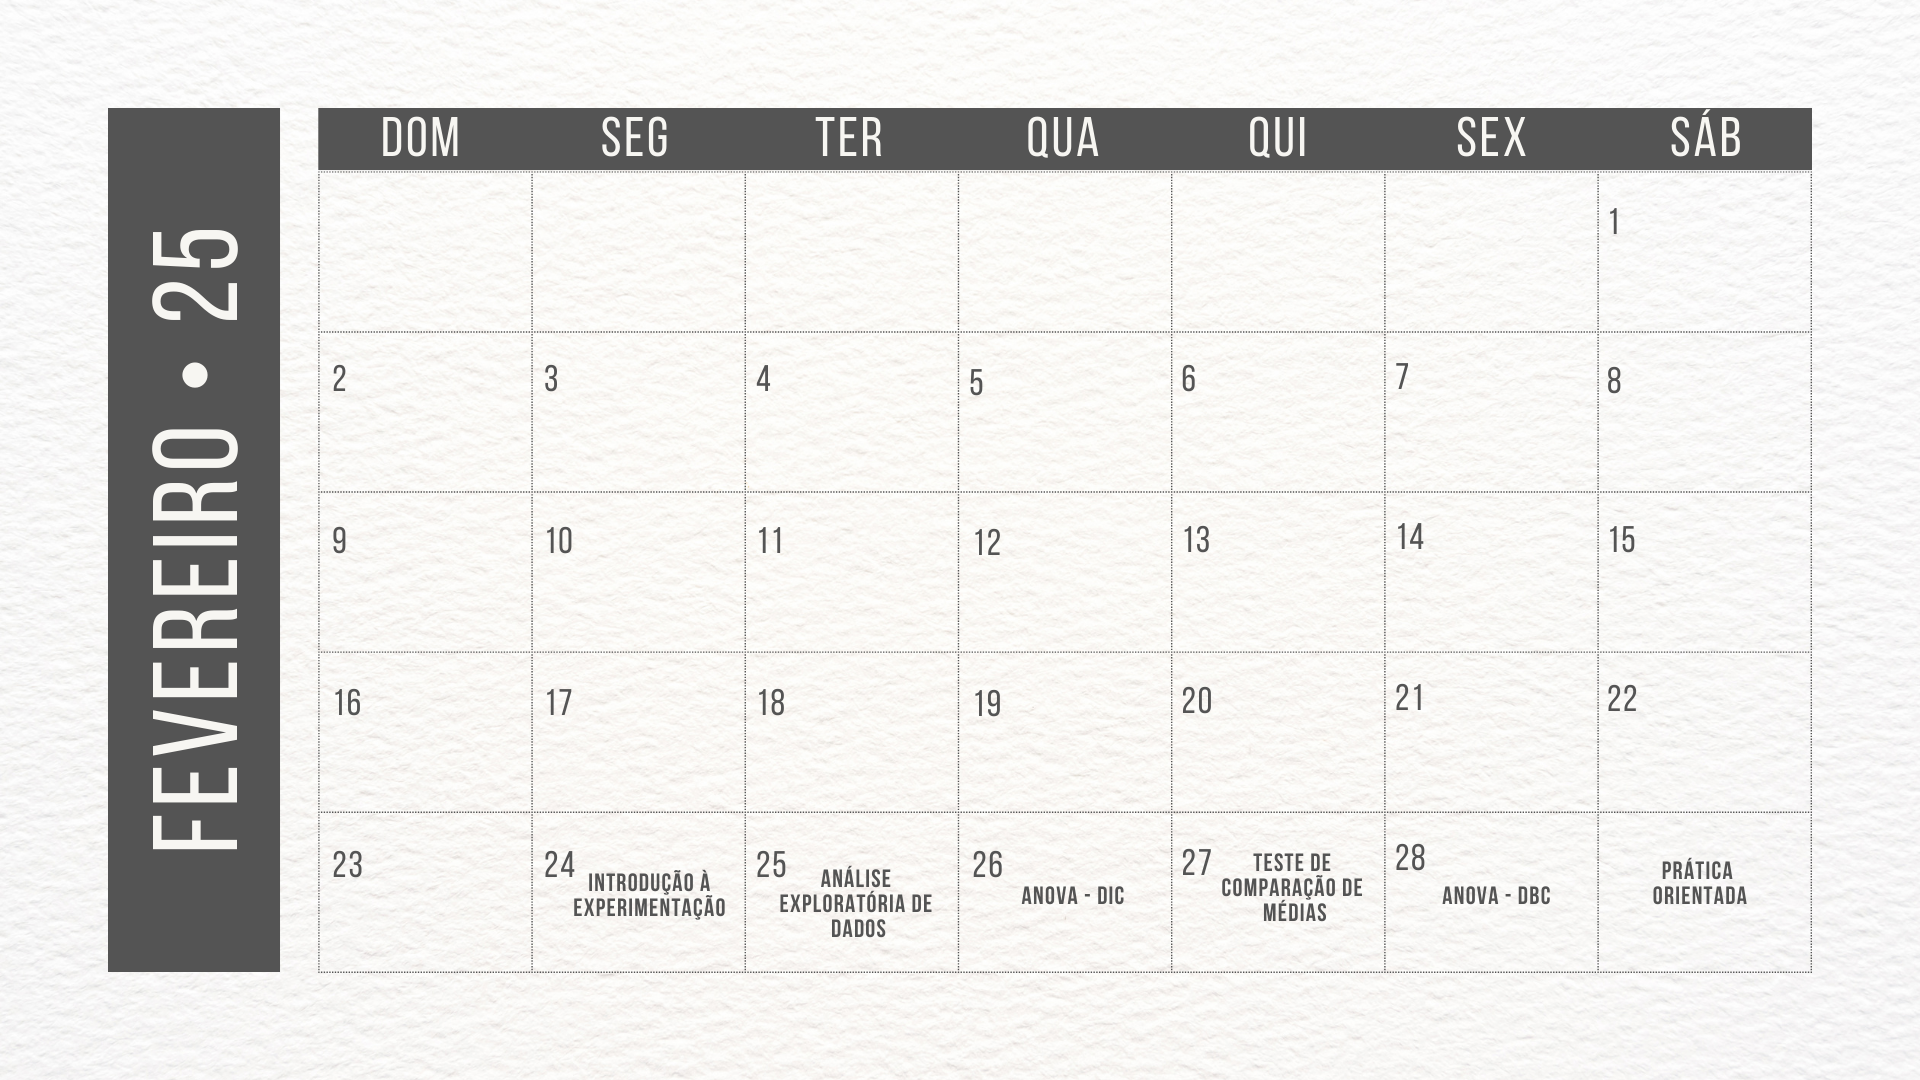 FEVEREIRO • 25
DOM SEG TER QUA QUI SEX SÁB
1
2 3 4 5 6 7 8
9 10 11 12 13 14 15
16 17 18 19 20 21 22
23
24
INTRODUÇÃO À
EXPERIMENTAÇÃO
25
ANÁLISE
EXPLORATÓRIA DE
DADOS
26
ANOVA - DIC
27
TESTE DE
COMPARAÇÃO DE
MÉDIAS
28
ANOVA - DBC
PRÁTICA
ORIENTADA